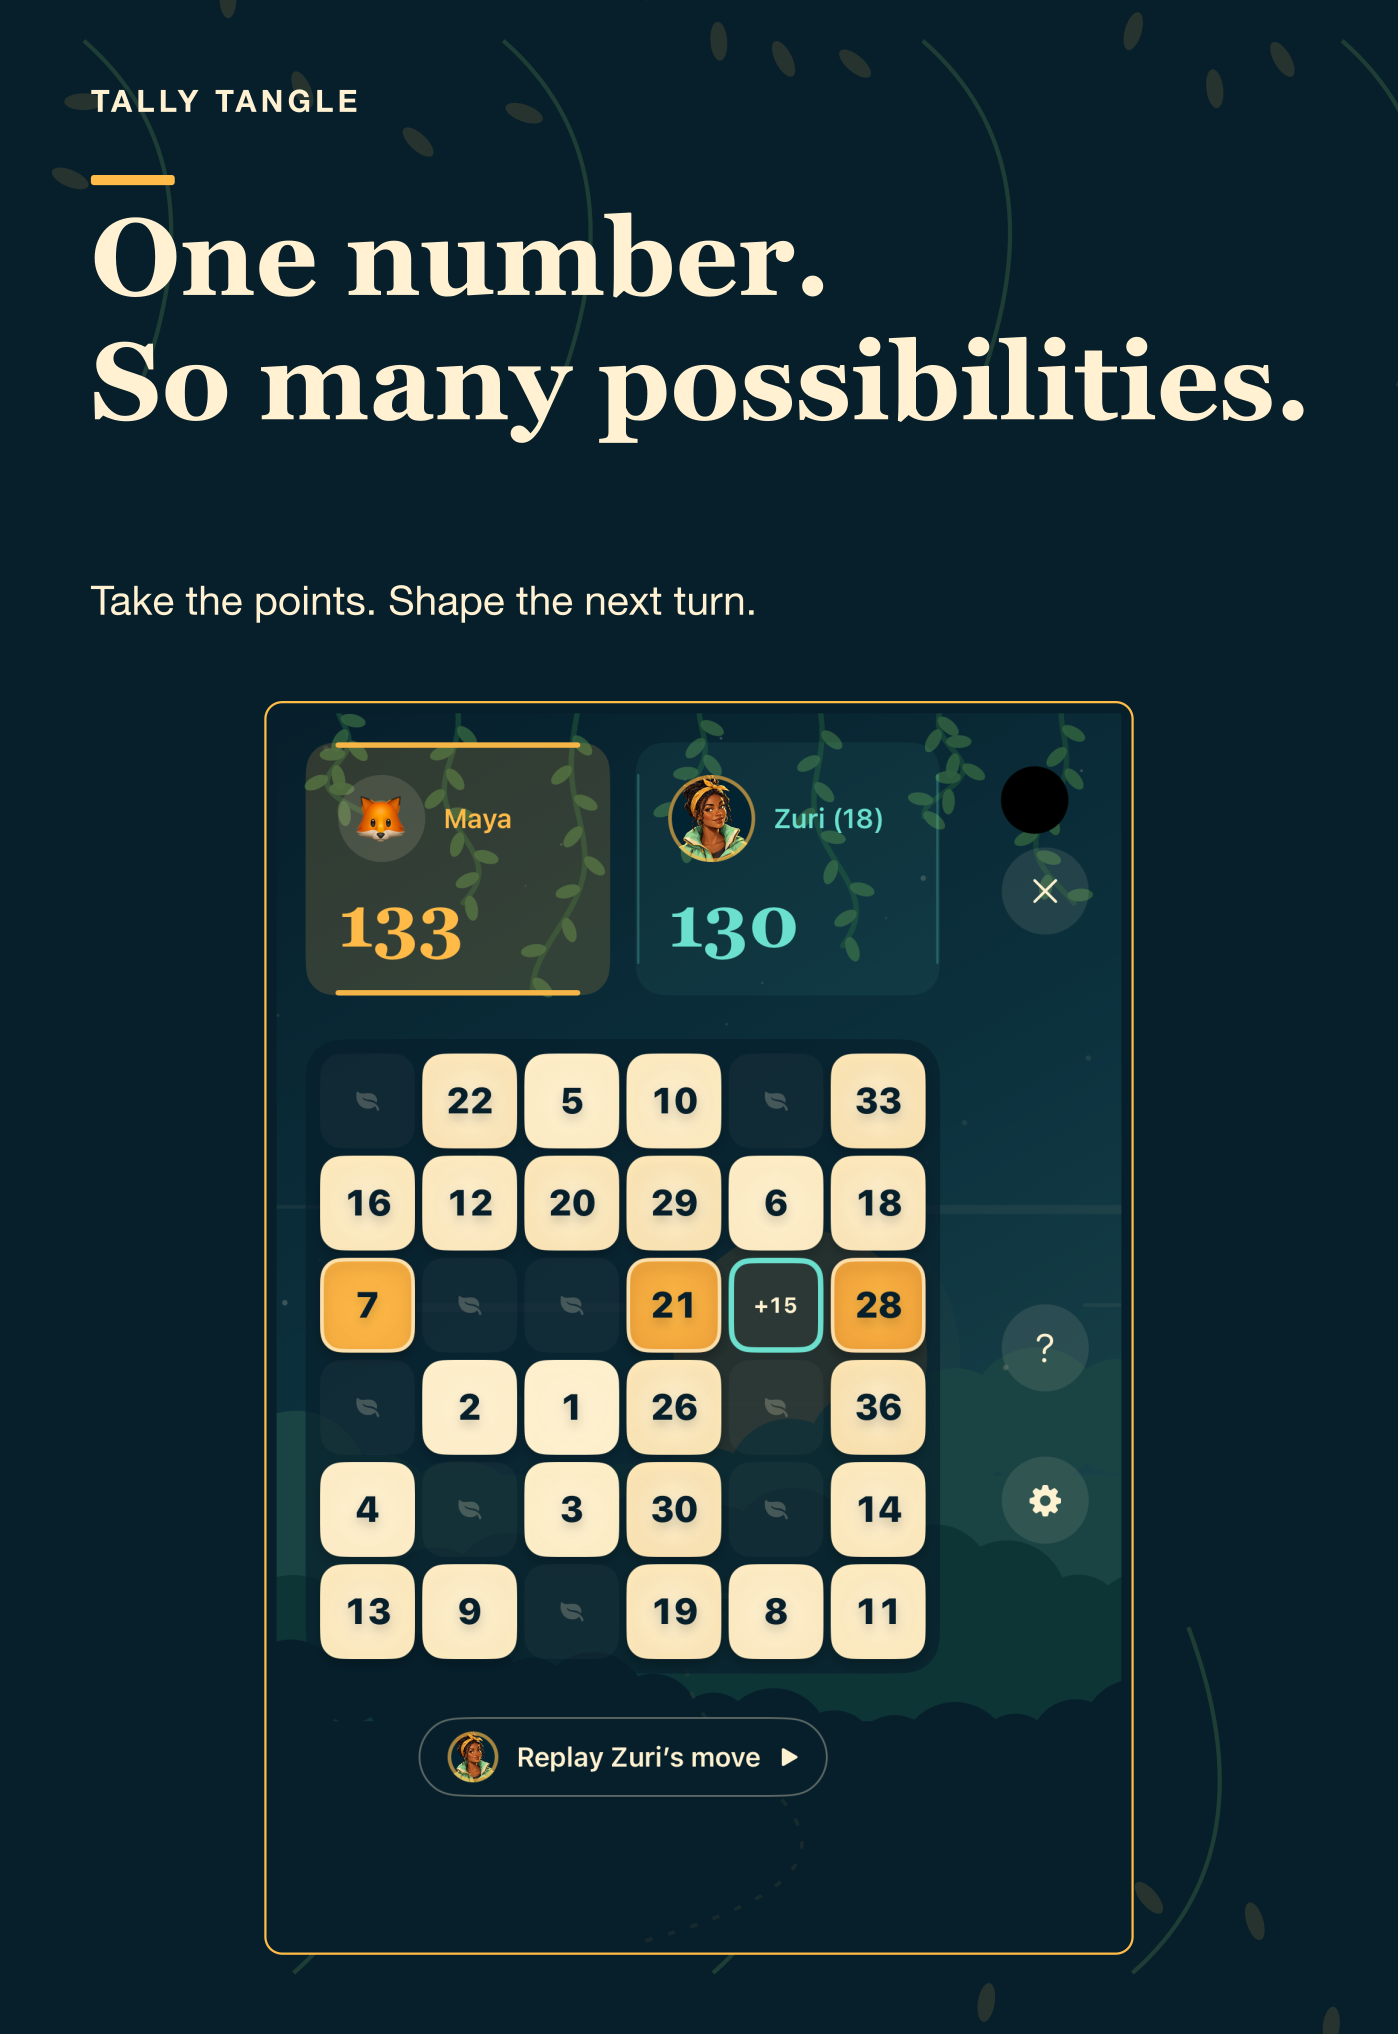 TALLY TANGLE
One number.
So many possibilities.
Take the points. Shape the next turn.
Maya
133
Zuri (18)
130
22 5 10 33
16 12 20 29 6 18
7 21 +15 28
2 1 26 36
4 3 30 14
13 9 19 8 11
?
Replay Zuri’s move